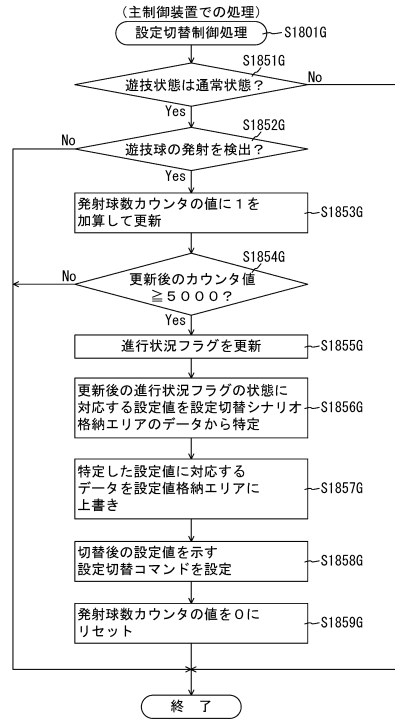 （主制御装置での処理）
設定切替制御処理
S1801G
S1851G
遊技状態は通常状態？
No
Yes
S1852G
No
遊技球の発射を検出？
Yes
発射球数カウンタの値に１を
加算して更新
S1853G
S1854G
No
更新後のカウンタ値
≧５０００？
Yes
進行状況フラグを更新
S1855G
更新後の進行状況フラグの状態に
対応する設定値を設定切替シナリオ
格納エリアのデータから特定
S1856G
特定した設定値に対応する
データを設定値格納エリアに
上書き
S1857G
切替後の設定値を示す
設定切替コマンドを設定
S1858G
発射球数カウンタの値を０に
リセット
S1859G
終　了